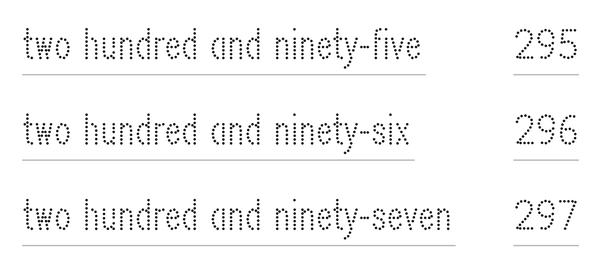 two hundred and ninety-five 295
two hundred and ninety-six 296
two hundred and ninety-seven 297